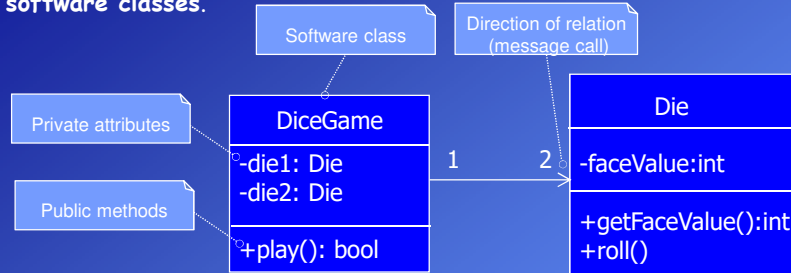 software classes.
Software class
Direction of relation
(message call)
Private attributes
Public methods
DiceGame
-die1: Die
-die2: Die
+play(): bool
1
2
Die
-faceValue:int
+getFaceValue():int
+roll()